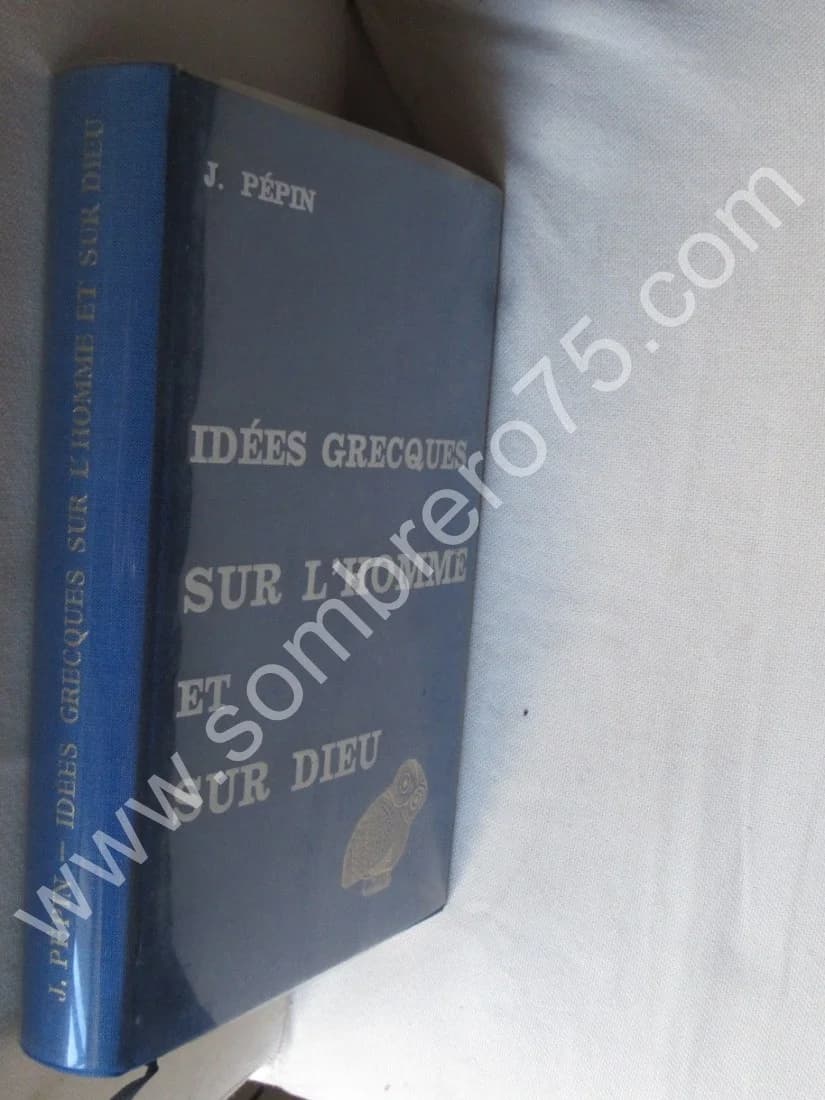 J. PÉPIN
IDÉES GRECQUES
SUR L'HOMME
ET
SUR DIEU
J. PÉPIN — IDÉES GRECQUES SUR L'HOMME ET SUR DIEU
www.sombrero75.com